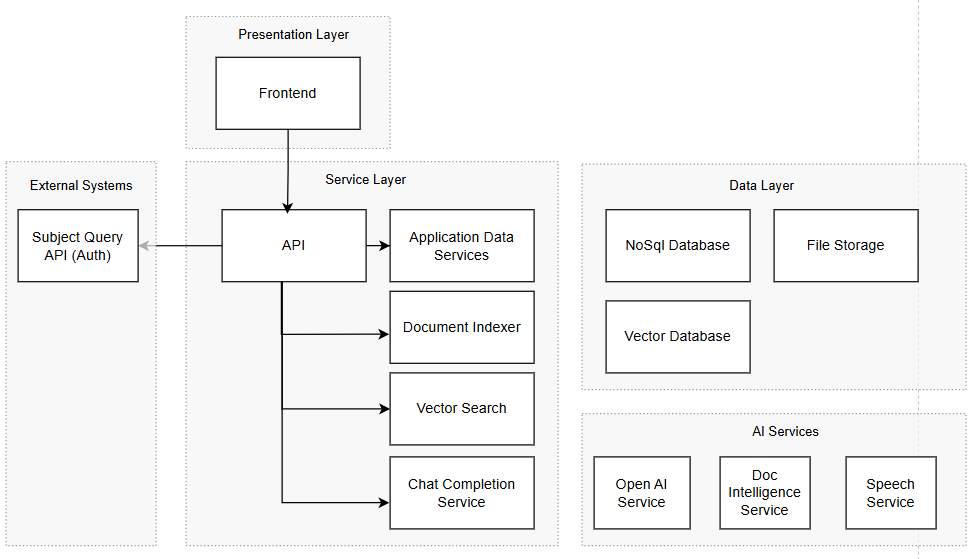 Presentation Layer
Frontend
External Systems
Subject Query
API (Auth)
Service Layer
API
Application Data
Services
Document Indexer
Vector Search
Chat Completion
Service
Data Layer
NoSql Database
File Storage
Vector Database
AI Services
Open AI
Service
Doc
Intelligence
Service
Speech
Service